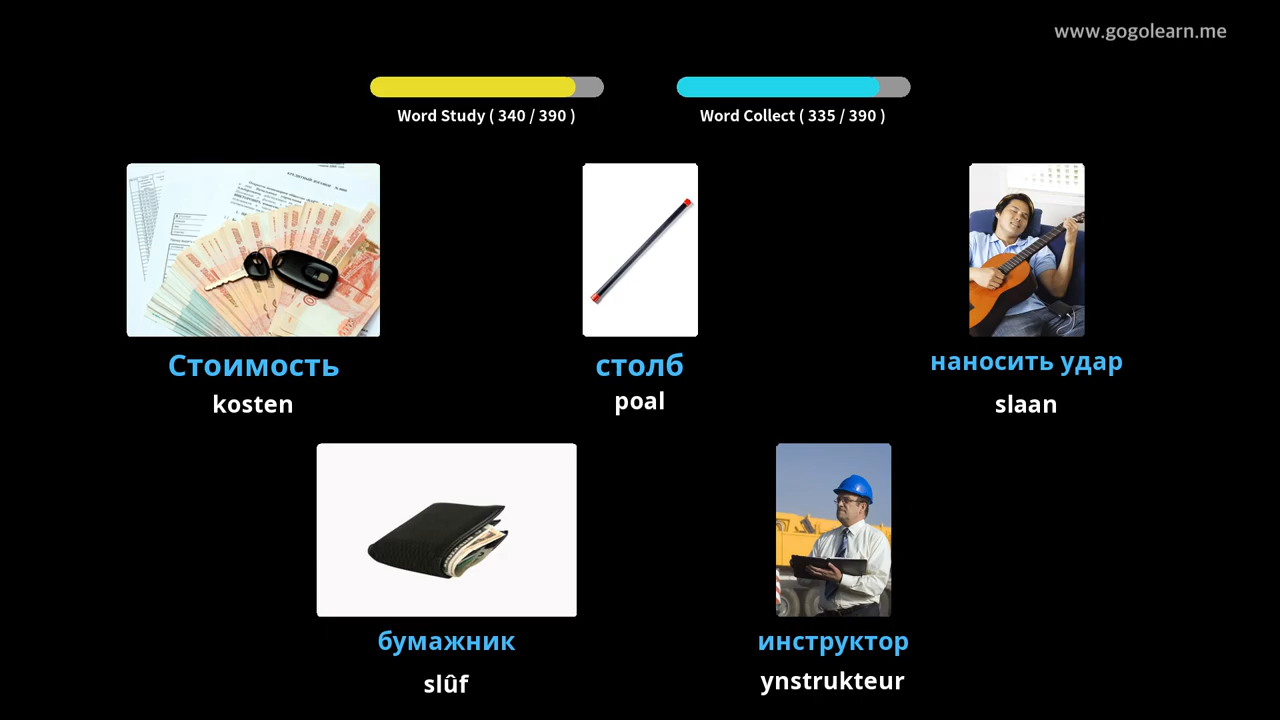 www.gogolearn.me
Word Study ( 340 / 390 )
Word Collect ( 335 / 390 )
Стоимость
kosten
столб
poal
наносить удар
slaan
бумажник
slûf
инструктор
ynstrukteur